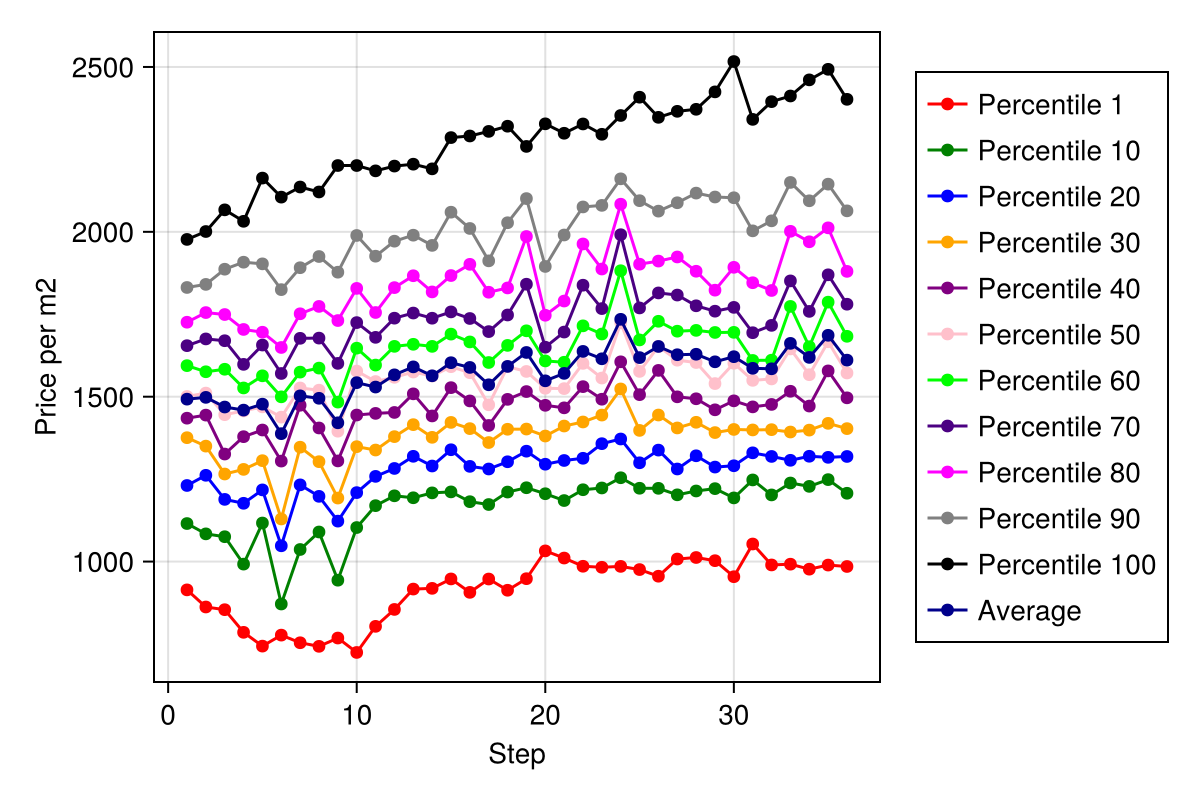 2500
2000
1500
1000
Price per m2
0
10
20
30
Step
Percentile 1
Percentile 10
Percentile 20
Percentile 30
Percentile 40
Percentile 50
Percentile 60
Percentile 70
Percentile 80
Percentile 90
Percentile 100
Average